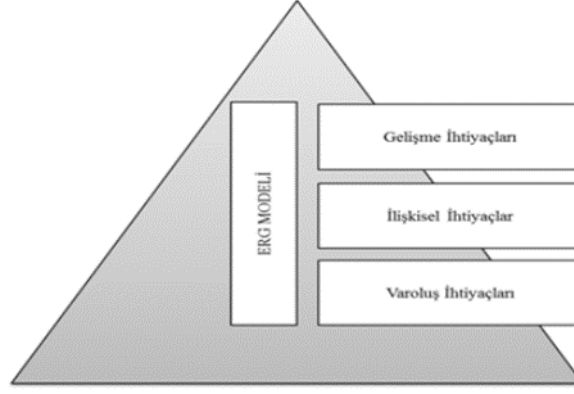 ERG MODELİ
Gelişme İhtiyaçları
İlişkisel İhtiyaçlar
Varoluş İhtiyaçları